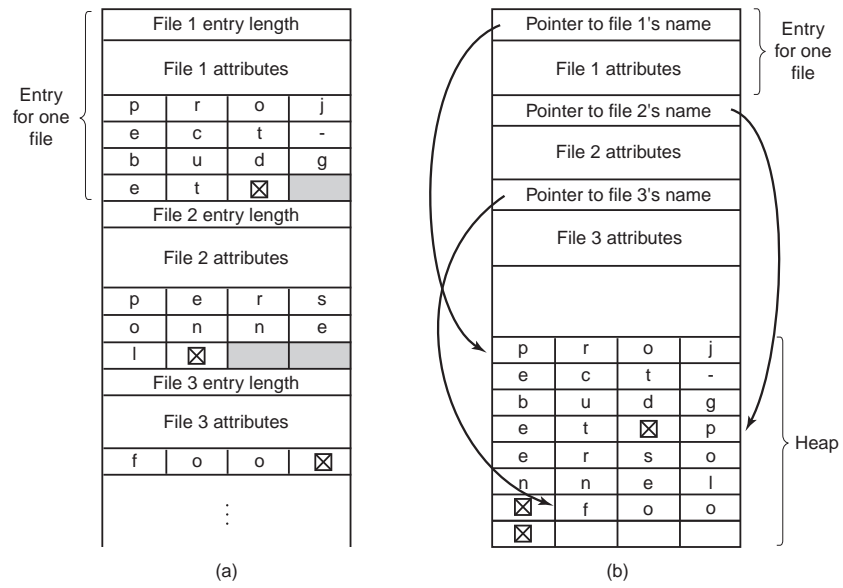 File 1 entry length
File 1 attributes
Entry
for one
file
p r o j
e c t -
b u d g
e t ☒
File 2 entry length
File 2 attributes
p e r s
o n n e
l ☒
File 3 entry length
File 3 attributes
f o o ☒
⋮
(a)
Pointer to file 1's name
File 1 attributes
Entry
for one
file
Pointer to file 2's name
File 2 attributes
Pointer to file 3's name
File 3 attributes
p r o j
e c t -
b u d g
e t ☒ p
e r s o
n n e l
☒ f o o
☒
Heap
(b)